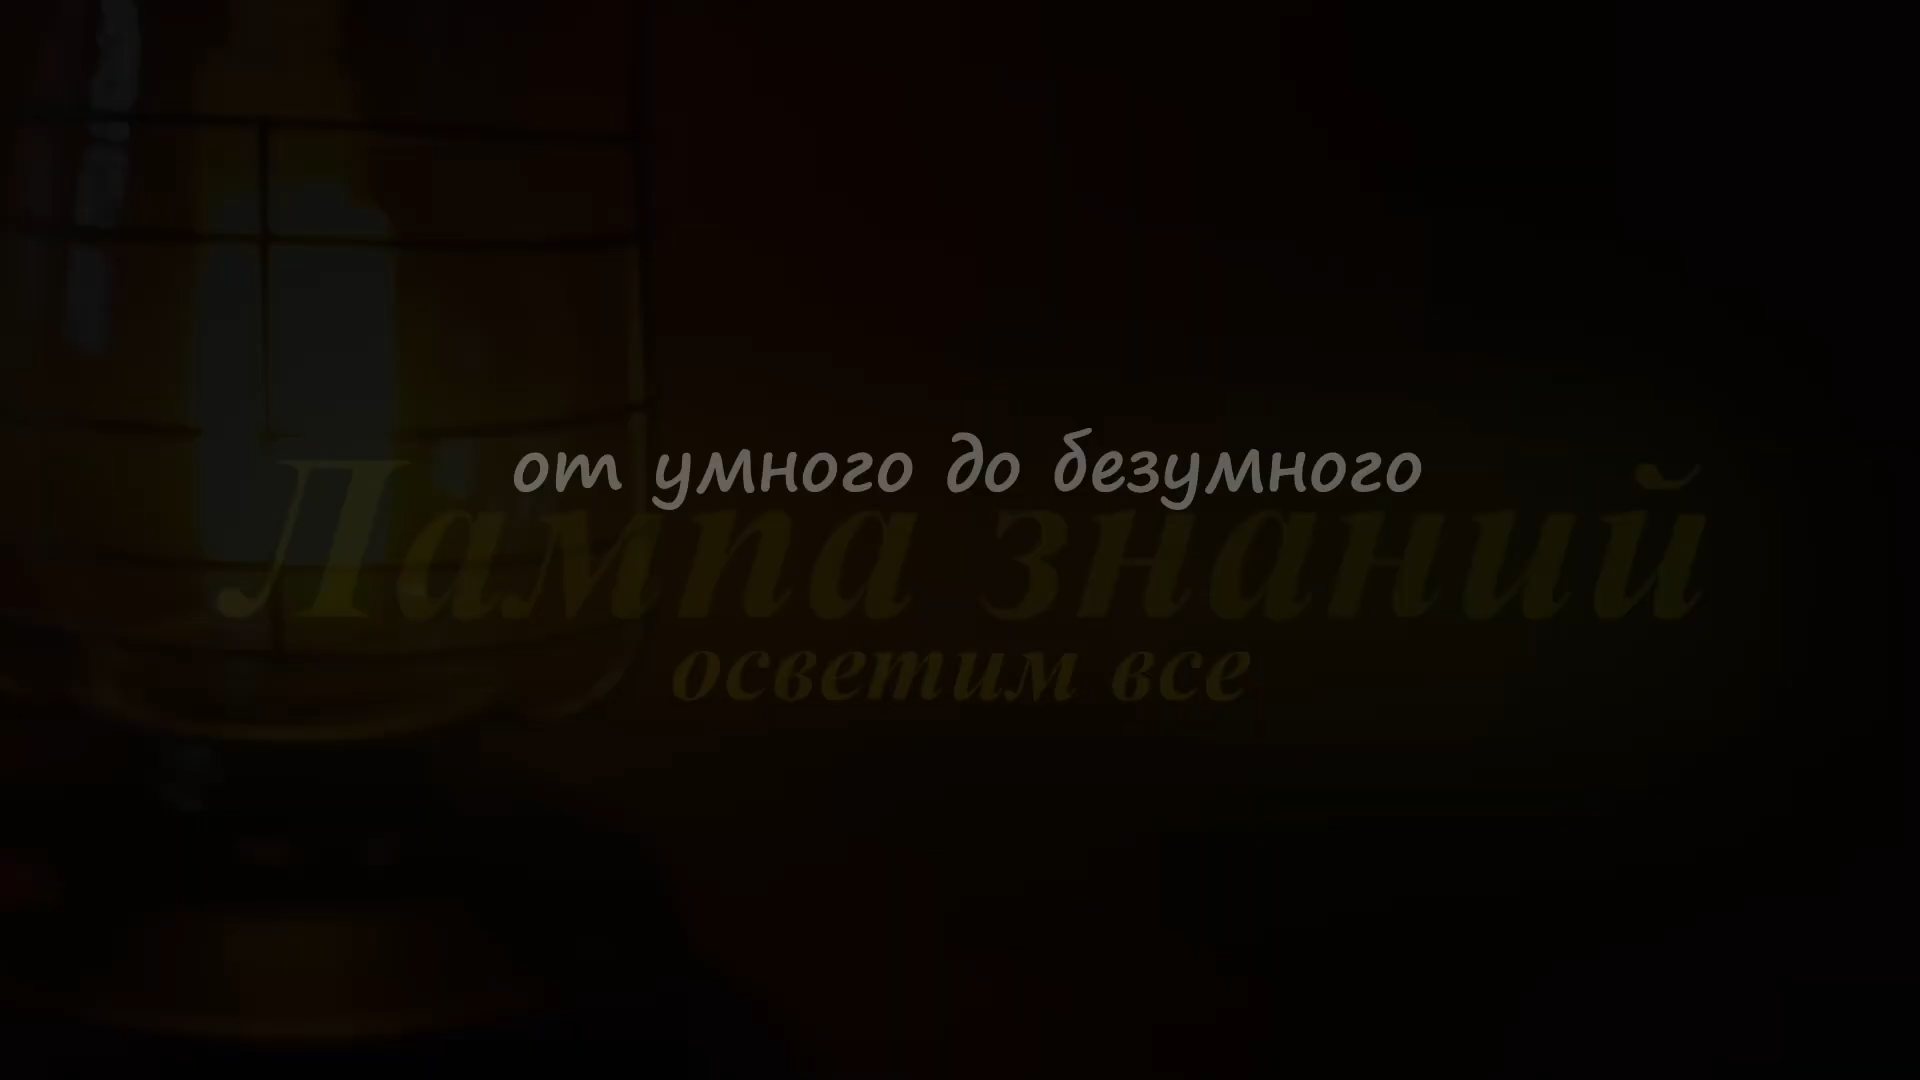 от умного до безумного
Лампа знаний
осветим все